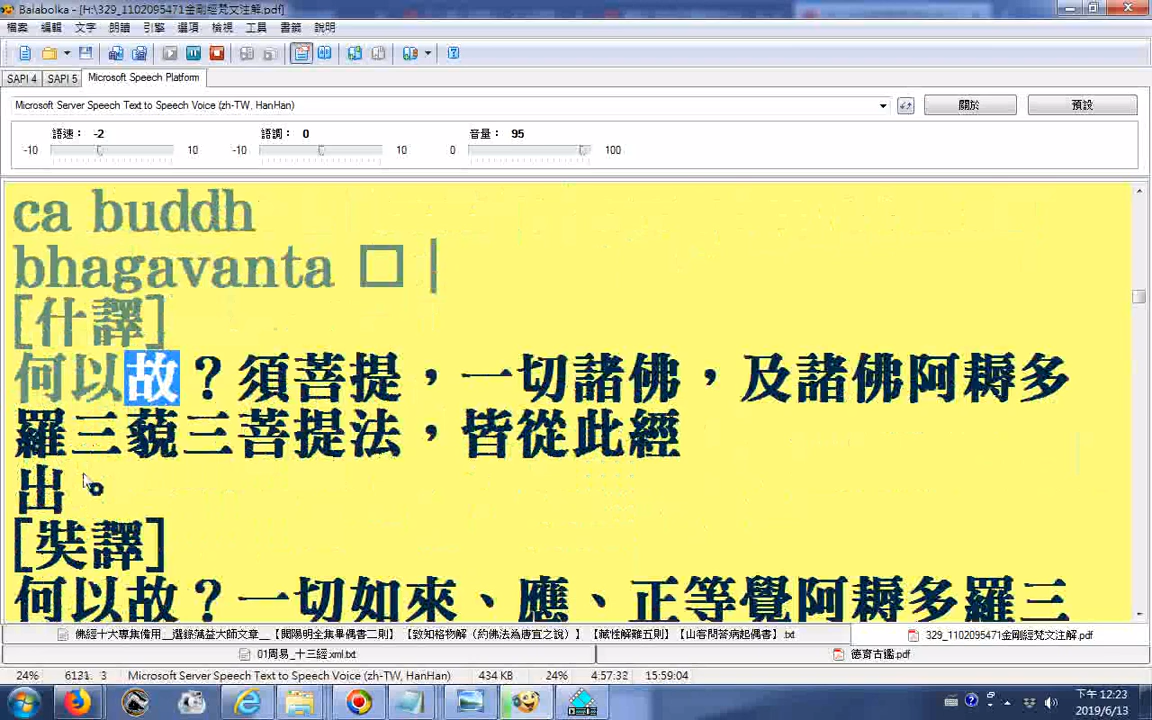 Balabolka - [H:\329_1102095471金剛經梵文注解.pdf]
檔案 編輯 文字 朗讀 引擎 選項 檢視 工具 書籤 說明
SAPI 4 SAPI 5 Microsoft Speech Platform
Microsoft Server Speech Text to Speech Voice (zh-TW, HanHan) 關於 預設
語速： -2 語調： 0 音量： 95
-10 10 -10 10 0 100
ca buddh
bhagavanta □ |
[什譯]
何以故？須菩提，一切諸佛，及諸佛阿耨多
羅三藐三菩提法，皆從此經
出。
[奘譯]
何以故？一切如來、應、正等覺阿耨多羅三
329_1102095471金剛經梵文注解.pdf
01周易_十三經.xml.txt 德育古鑑.pdf
24% 6131: 3 Microsoft Server Speech Text to Speech Voice (zh-TW, HanHan) 434 KB 24% 4:57:32 15:59:04
下午 12:23
2019/6/13